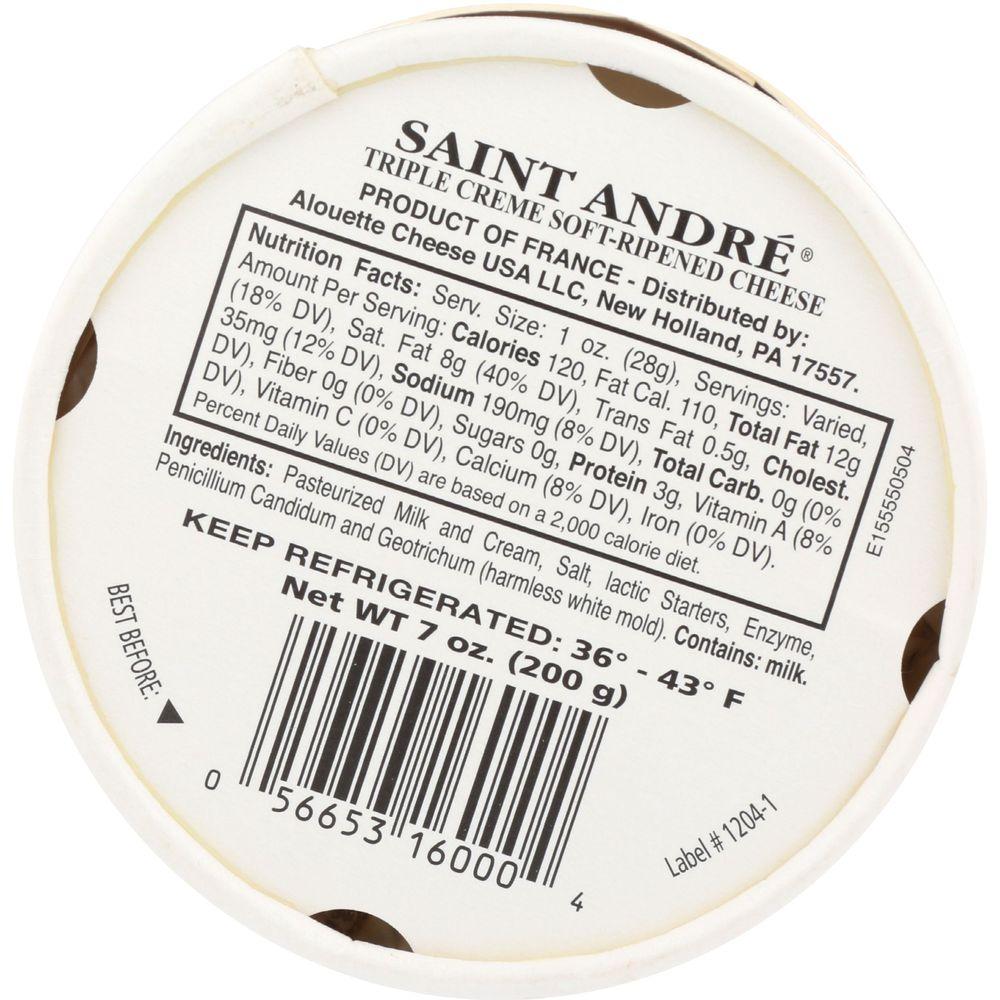 SAINT ANDRÉ®
TRIPLE CREME SOFT-RIPENED CHEESE
PRODUCT OF FRANCE - Distributed by:
Alouette Cheese USA LLC, New Holland, PA 17557.
Nutrition Facts: Serv. Size: 1 oz. (28g), Servings: Varied,
Amount Per Serving: Calories 120, Fat Cal. 110, Total Fat 12g
(18% DV), Sat. Fat 8g (40% DV), Trans Fat 0.5g, Cholest.
35mg (12% DV), Sodium 190mg (8% DV), Total Carb. 0g (0%
DV), Fiber 0g (0% DV), Sugars 0g, Protein 3g, Vitamin A (8%
DV), Vitamin C (0% DV), Calcium (8% DV), Iron (0% DV).
Percent Daily Values (DV) are based on a 2,000 calorie diet.
E155550504
Ingredients: Pasteurized Milk and Cream, Salt, lactic Starters, Enzyme,
Penicillium Candidum and Geotrichum (harmless white mold). Contains: milk.
KEEP REFRIGERATED: 36° - 43° F
Net WT 7 oz. (200 g)
BEST BEFORE: ▶
0 56653 16000 4
Label # 1204-1